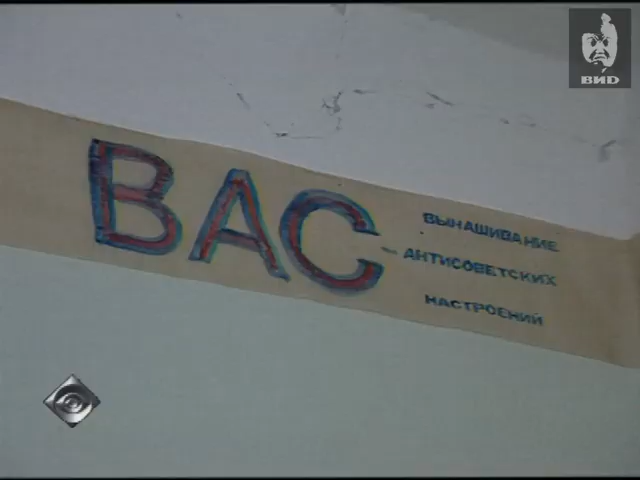 ВИD
ВАС –
ВЫНАШИВАНИЕ
АНТИСОВЕТСКИХ
НАСТРОЕНИЙ